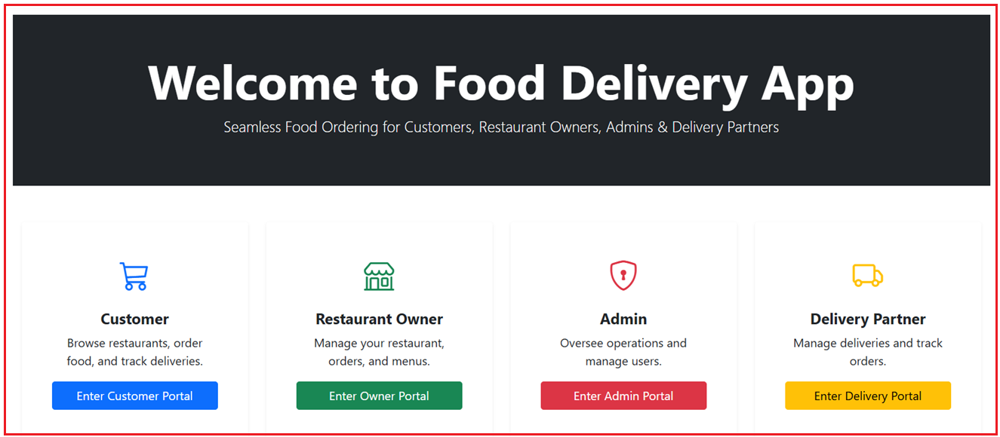 Welcome to Food Delivery App
Seamless Food Ordering for Customers, Restaurant Owners, Admins & Delivery Partners
Customer
Browse restaurants, order
food, and track deliveries.
Enter Customer Portal
Restaurant Owner
Manage your restaurant,
orders, and menus.
Enter Owner Portal
Admin
Oversee operations and
manage users.
Enter Admin Portal
Delivery Partner
Manage deliveries and track
orders.
Enter Delivery Portal